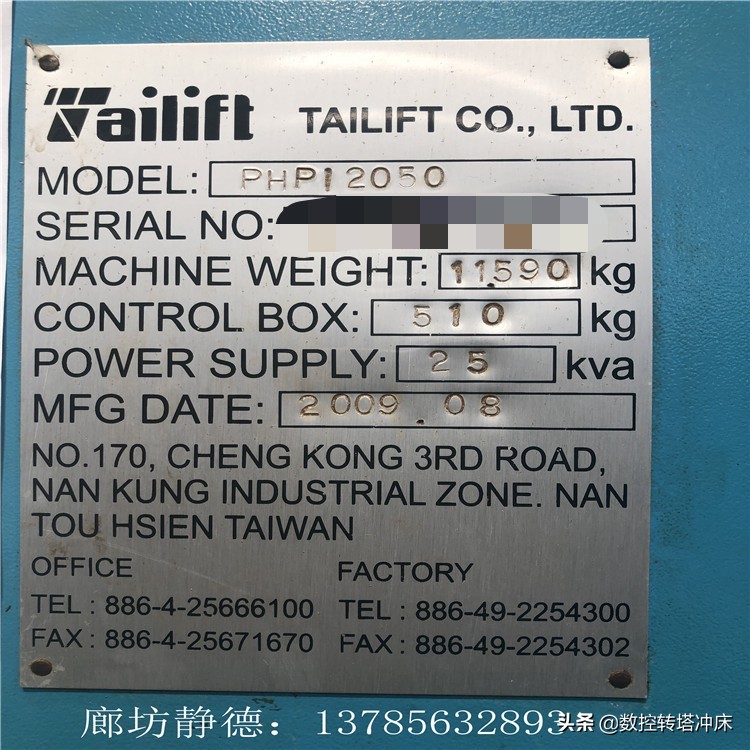 Tailift TAILIFT CO., LTD.
MODEL: PHP12050
SERIAL NO:
MACHINE WEIGHT: 11.590 kg
CONTROL BOX: 510 kg
POWER SUPPLY: 25 kva
MFG DATE: 2009.08
NO.170, CHENG KONG 3RD ROAD,
NAN KUNG INDUSTRIAL ZONE. NAN
TOU HSIEN TAIWAN
OFFICE FACTORY
TEL : 886-4-25666100 TEL : 886-49-2254300
FAX : 886-4-25671670 FAX : 886-49-2254302
廊坊静德：
头条 @数控转塔冲床